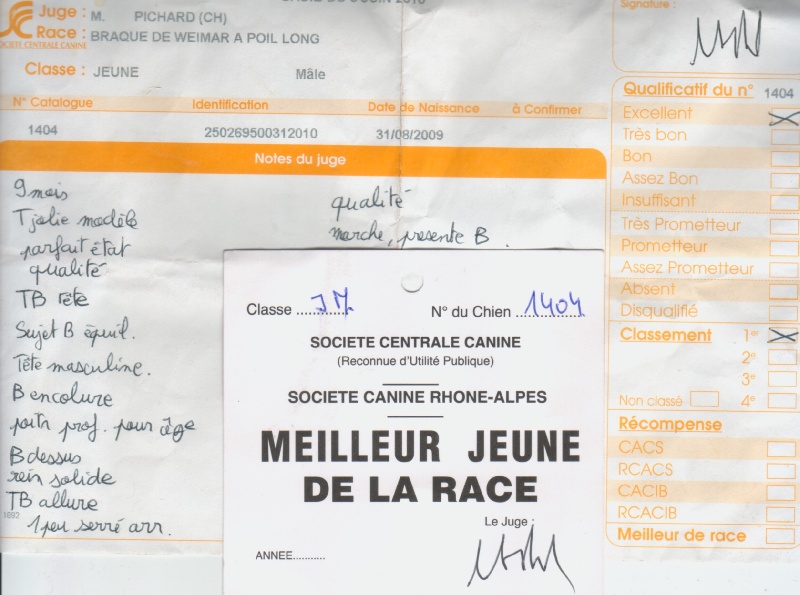 Signature :
Juge : M. PICHARD (CH)
Race : BRAQUE DE WEIMAR A POIL LONG
SOCIETE CENTRALE CANINE
Classe : JEUNE Mâle
N° Catalogue Identification Date de Naissance à Confirmer
1404 250269500312010 31/08/2009
Notes du juge
9 mois
T jolie modèle
parfait état
qualité
TB tête
Sujet B équil.
Tête masculine.
B encolure
poitr prof. pour âge
B dessus
rein solide
TB allure
1 peu serré arr.
qualité
marche, presente B.
Qualificatif du n° 1404
Excellent
Très bon
Bon
Assez Bon
Insuffisant
Très Prometteur
Prometteur
Assez Prometteur
Absent
Disqualifié
Classement 1er
2e
3e
Non classé 4e
Récompense
CACS
RCACS
CACIB
RCACIB
Meilleur de race
Classe ........... JM N° du Chien ............... 1404
SOCIETE CENTRALE CANINE
(Reconnue d'Utilité Publique)
SOCIETE CANINE RHONE-ALPES
MEILLEUR JEUNE
DE LA RACE
Le Juge :
ANNEE...........